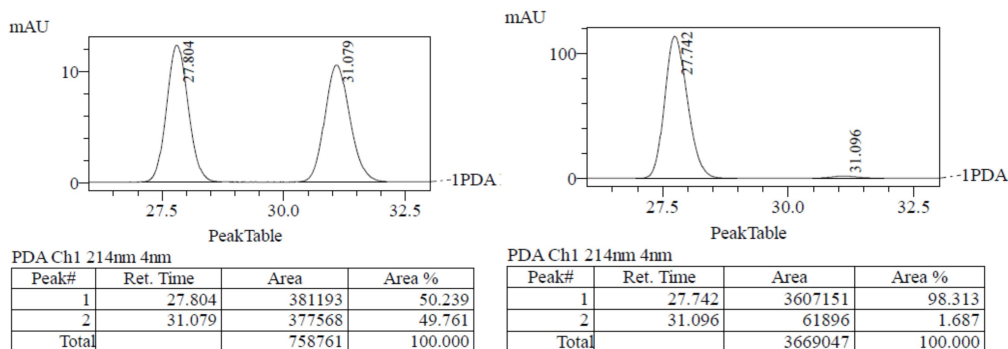 mAU
10
0
27.804
31.079
1PDA
27.5 30.0 32.5
PeakTable
PDA Ch1 214nm 4nm
Peak# Ret. Time Area Area %
1 27.804 381193 50.239
2 31.079 377568 49.761
Total 758761 100.000
mAU
100
0
27.742
31.096
1PDA
27.5 30.0 32.5
PeakTable
PDA Ch1 214nm 4nm
Peak# Ret. Time Area Area %
1 27.742 3607151 98.313
2 31.096 61896 1.687
Total 3669047 100.000